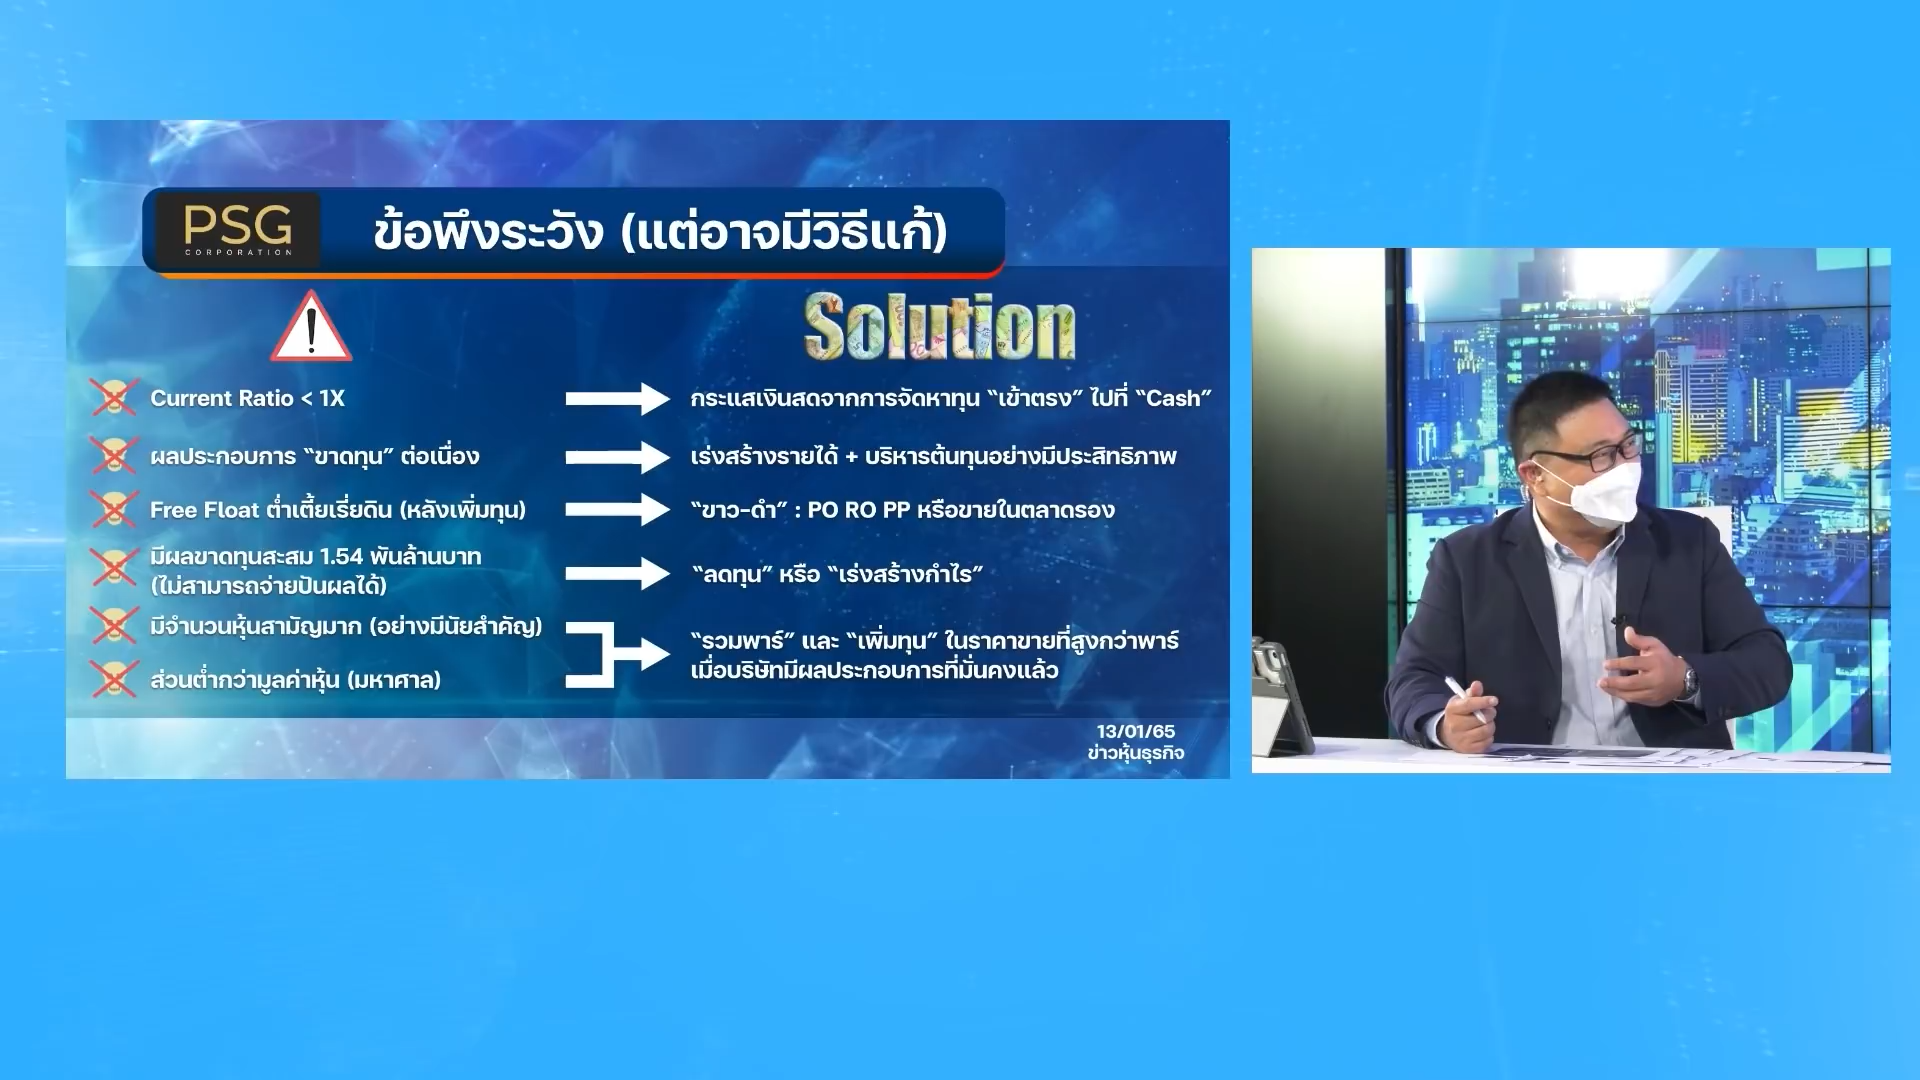 PSG
CORPORATION
ข้อพึงระวัง (แต่อาจมีวิธีแก้)
Solution
Current Ratio < 1X
กระแสเงินสดจากการจัดหาทุน “เข้าตรง” ไปที่ “Cash”
ผลประกอบการ “ขาดทุน” ต่อเนื่อง
เร่งสร้างรายได้ + บริหารต้นทุนอย่างมีประสิทธิภาพ
Free Float ต่ำเตี้ยเรี่ยดิน (หลังเพิ่มทุน)
“ขาว-ดำ” : PO RO PP หรือขายในตลาดรอง
มีผลขาดทุนสะสม 1.54 พันล้านบาท
(ไม่สามารถจ่ายปันผลได้)
“ลดทุน” หรือ “เร่งสร้างกำไร”
มีจำนวนหุ้นสามัญมาก (อย่างมีนัยสำคัญ)
ส่วนต่ำกว่ามูลค่าหุ้น (มหาศาล)
“รวมพาร์” และ “เพิ่มทุน” ในราคาขายที่สูงกว่าพาร์
เมื่อบริษัทมีผลประกอบการที่มั่นคงแล้ว
13/01/65
ข่าวหุ้นธุรกิจ